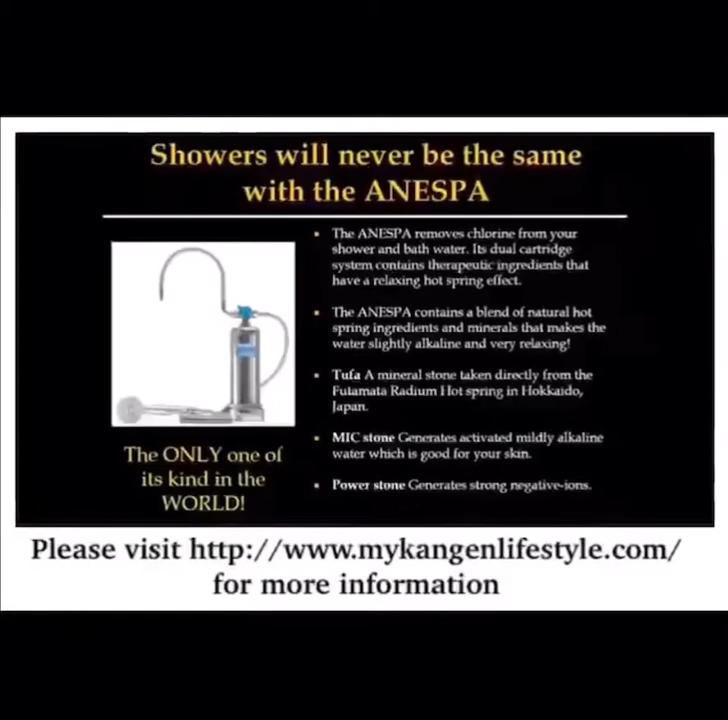 Showers will never be the same
with the ANESPA
The ANESPA removes chlorine from your
shower and bath water. Its dual cartridge
system contains therapeutic ingredients that
have a relaxing hot spring effect.
The ANESPA contains a blend of natural hot
spring ingredients and minerals that makes the
water slightly alkaline and very relaxing!
Tufa A mineral stone taken directly from the
Futamata Radium Hot spring in Hokkaido,
Japan.
MIC stone Generates activated mildly alkaline
water which is good for your skin.
Power stone Generates strong negative-ions.
The ONLY one of
its kind in the
WORLD!
Please visit http://www.mykangenlifestyle.com/
for more information